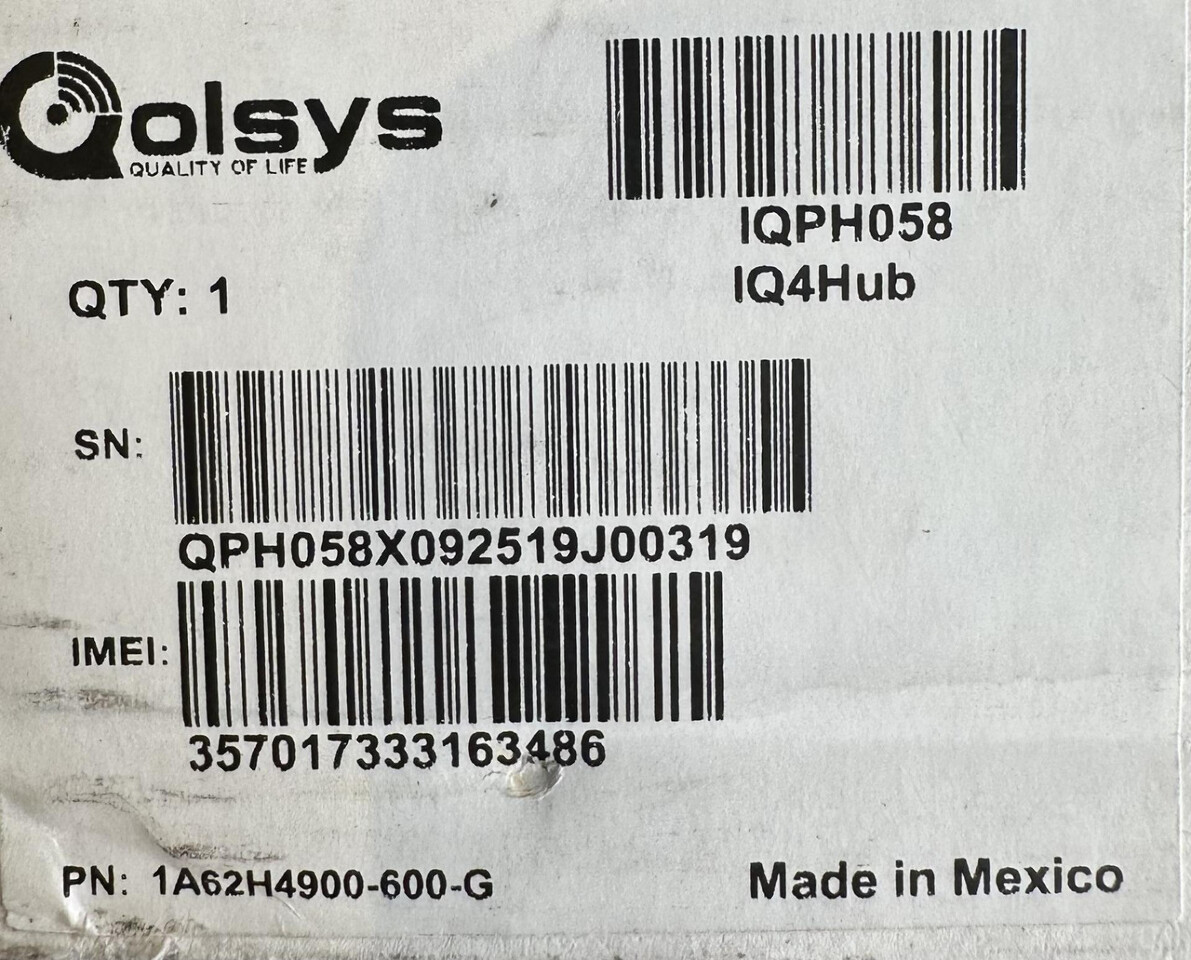 Qolsys
QUALITY OF LIFE
IQPH058
IQ4Hub
QTY: 1
SN:
QPH058X092519J00319
IMEI:
357017333163486
PN: 1A62H4900-600-G
Made in Mexico